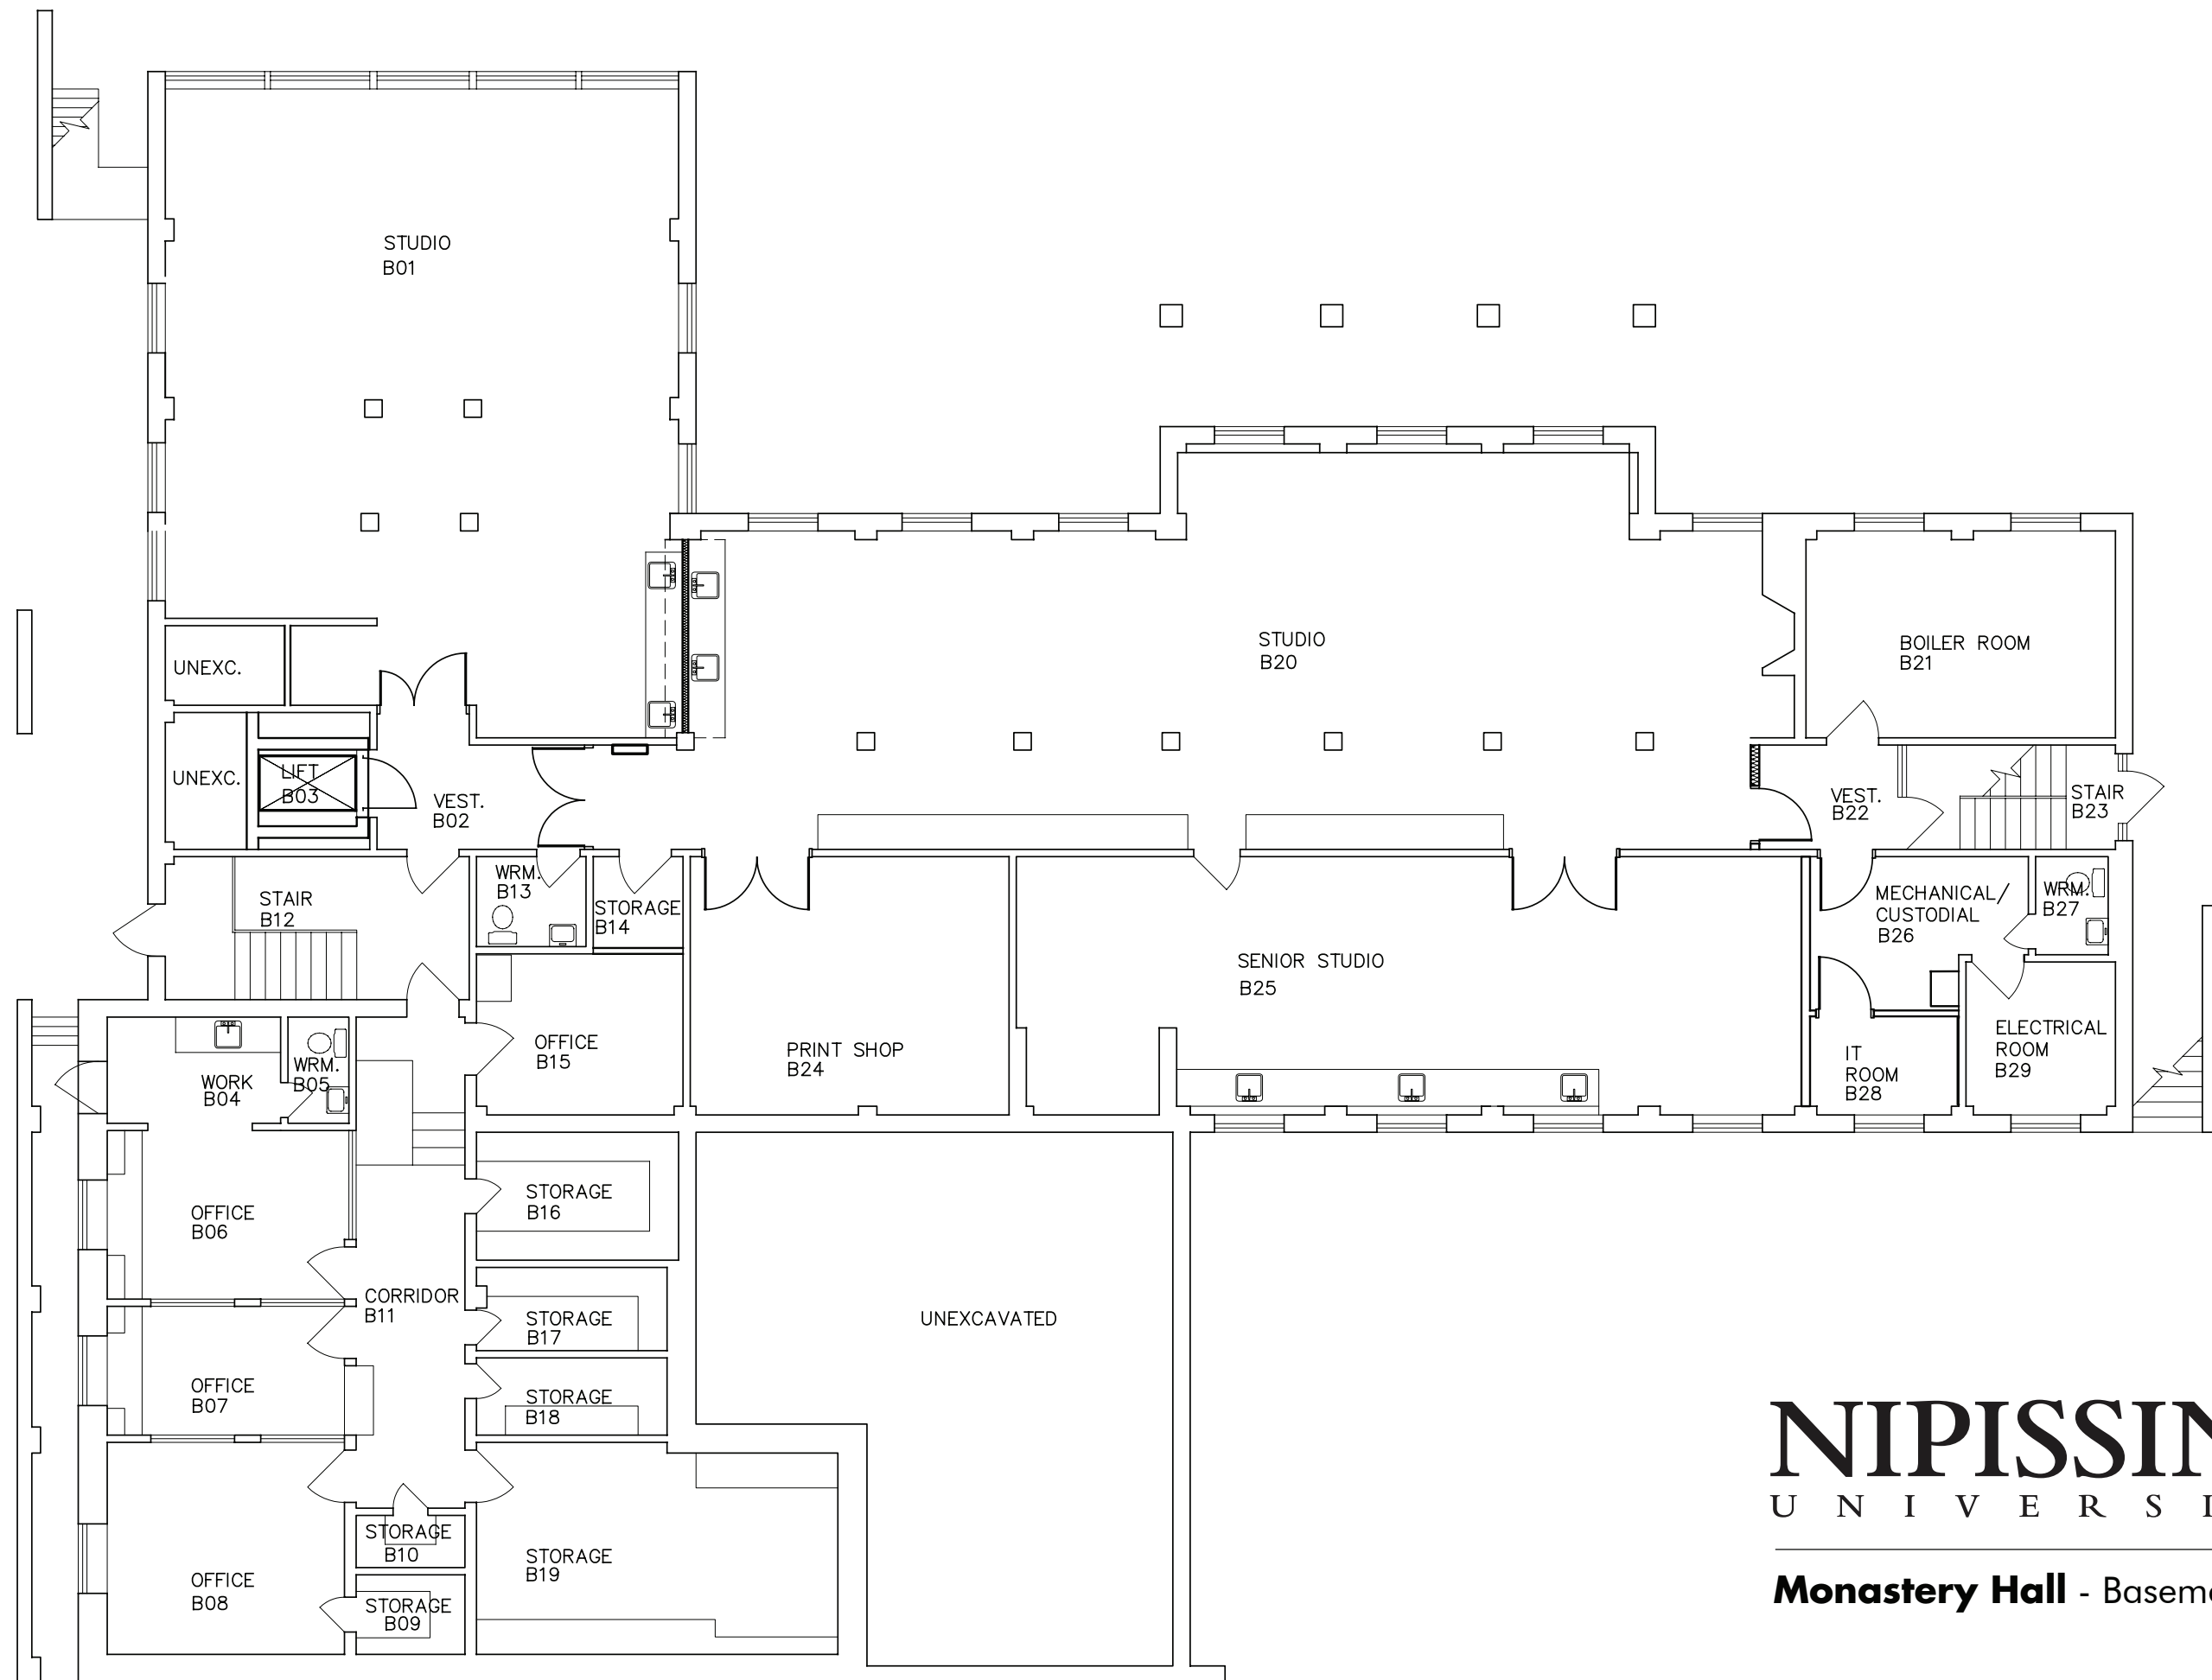 STUDIO
B01
STUDIO
B20
BOILER ROOM
B21
UNEXC.
UNEXC.
LIFT
B03
VEST.
B02
VEST.
B22
STAIR
B23
STAIR
B12
WRM.
B13
STORAGE
B14
MECHANICAL/
CUSTODIAL
B26
WRM.
B27
SENIOR STUDIO
B25
OFFICE
B15
PRINT SHOP
B24
IT
ROOM
B28
ELECTRICAL
ROOM
B29
WORK
B04
WRM.
B05
OFFICE
B06
STORAGE
B16
CORRIDOR
B11
STORAGE
B17
UNEXCAVATED
OFFICE
B07
STORAGE
B18
STORAGE
B10
STORAGE
B19
OFFICE
B08
STORAGE
B09
NIPISSIN
UNIVERSI
Monastery Hall - Basem